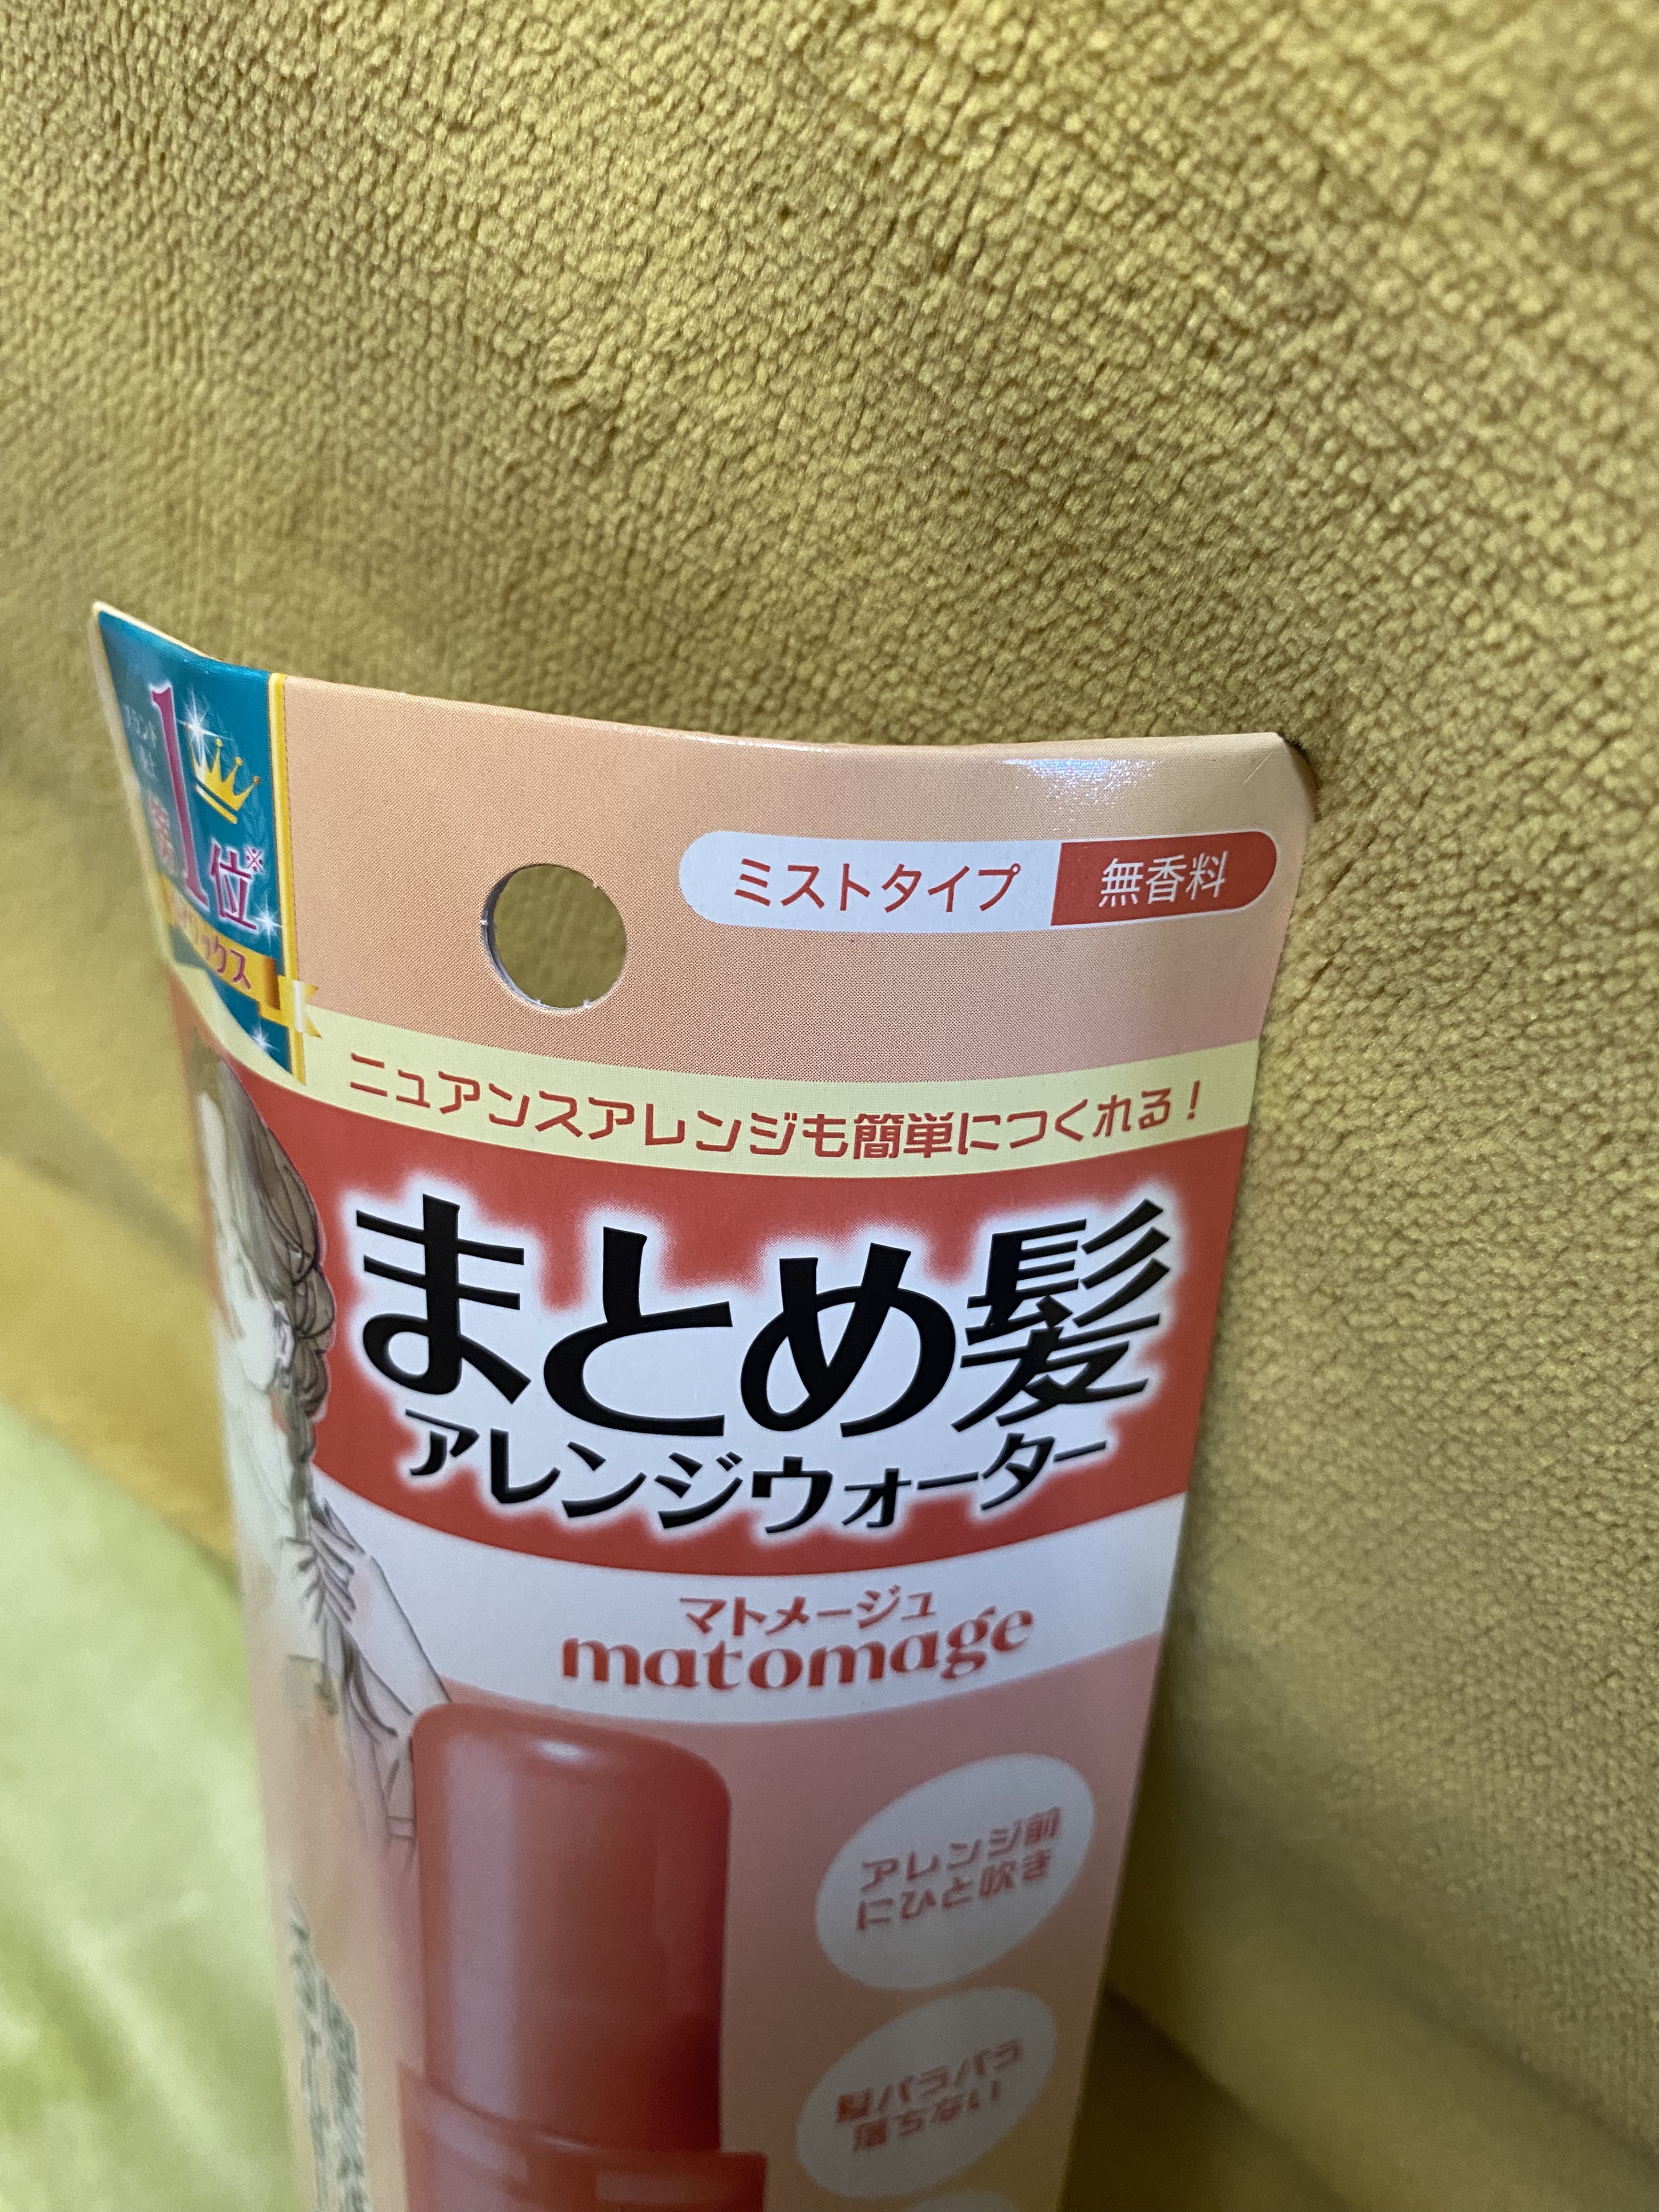 第1位※
ミストタイプ 無香料
ニュアンスアレンジも簡単につくれる!
まとめ髪
アレンジウォーター
マトメージュ
matomage
アレンジ前
にひと吹き
髪パラパラ
落ちない